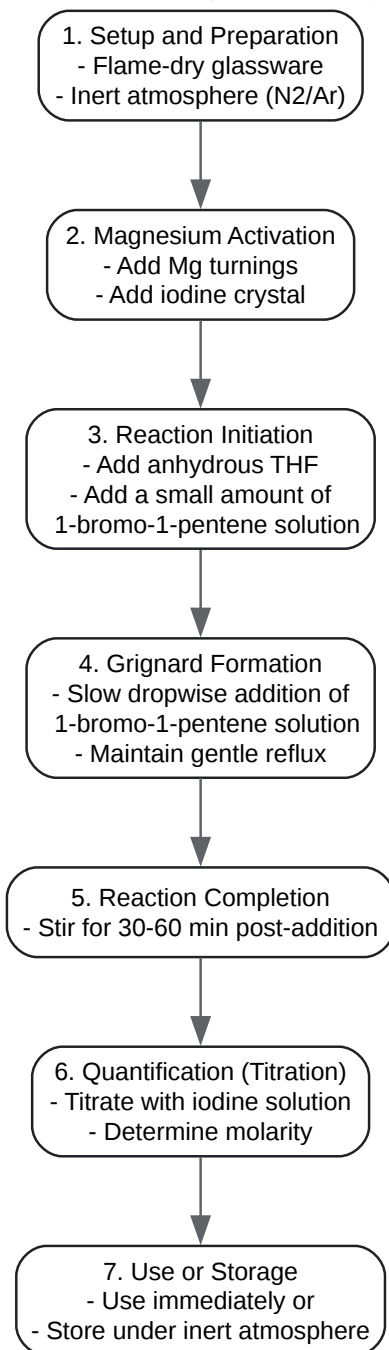 1. Setup and Preparation
- Flame-dry glassware
- Inert atmosphere (N2/Ar)
2. Magnesium Activation
- Add Mg turnings
- Add iodine crystal
3. Reaction Initiation
- Add anhydrous THF
- Add a small amount of
1-bromo-1-pentene solution
4. Grignard Formation
- Slow dropwise addition of
1-bromo-1-pentene solution
- Maintain gentle reflux
5. Reaction Completion
- Stir for 30-60 min post-addition
6. Quantification (Titration)
- Titrate with iodine solution
- Determine molarity
7. Use or Storage
- Use immediately or
- Store under inert atmosphere